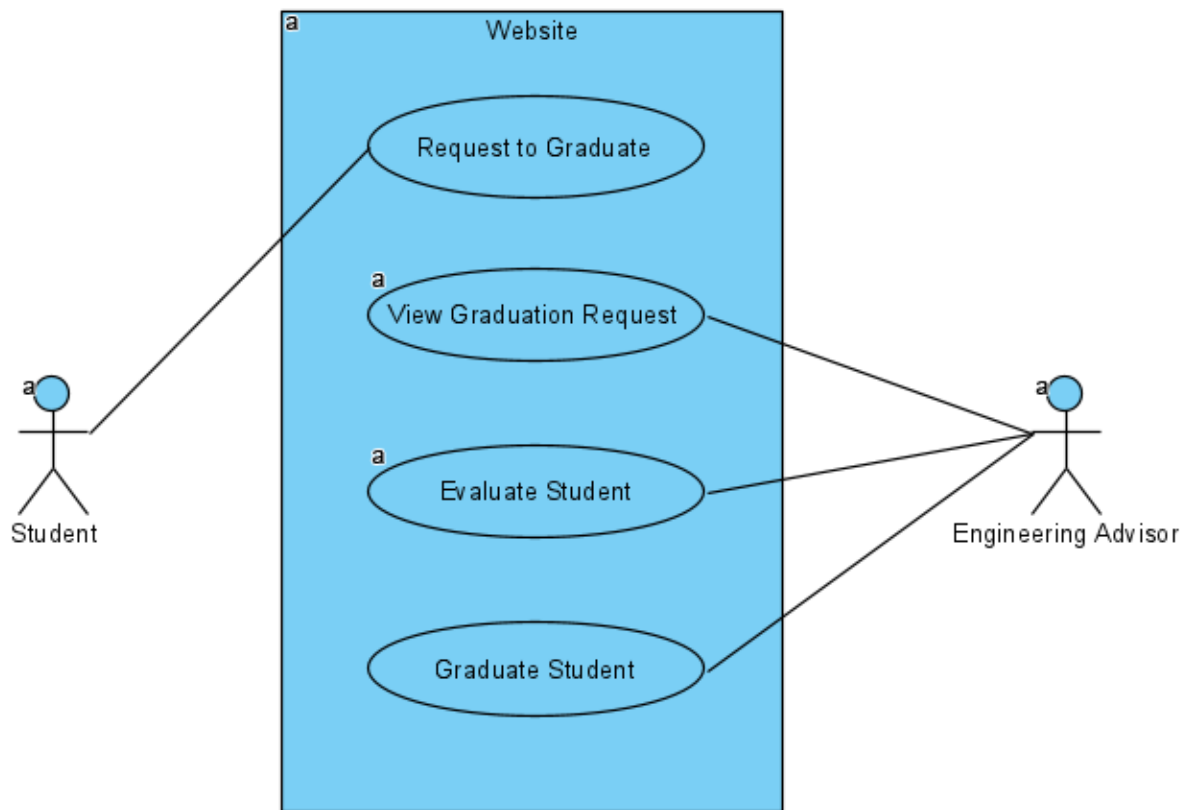 a
Website
Request to Graduate
a
View Graduation Request
a
a
a
Evaluate Student
Student
Engineering Advisor
Graduate Student